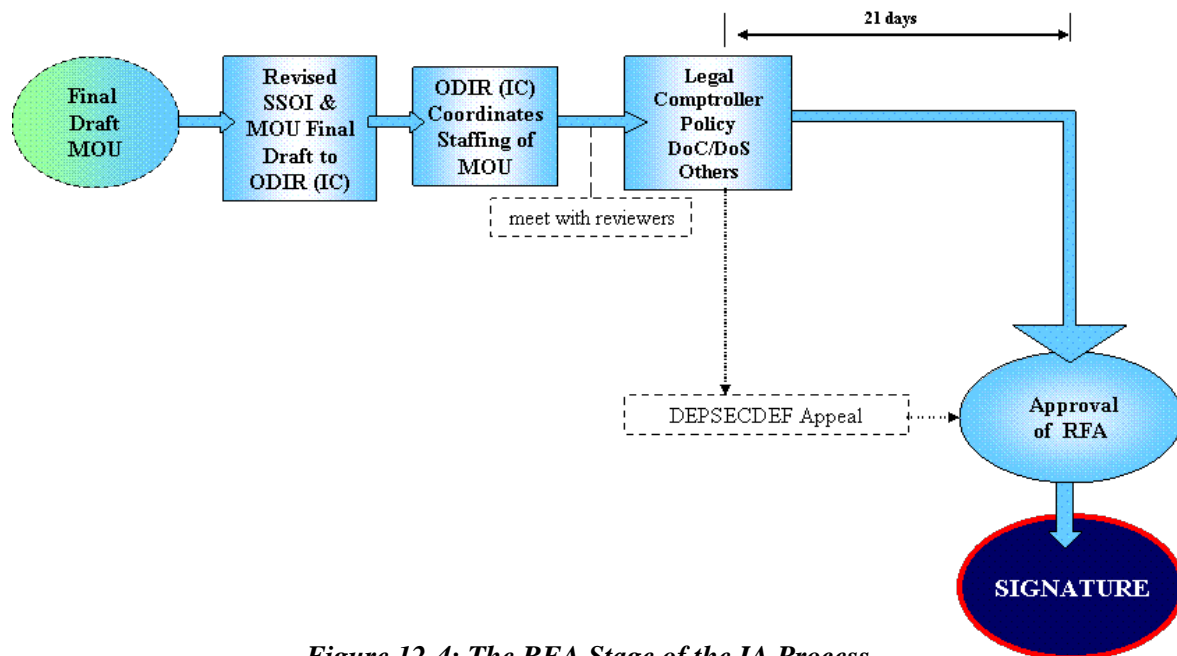 21 days
Final
Draft
MOU
Revised
SSOI &
MOU Final
Draft to
ODIR (IC)
ODIR (IC)
Coordinates
Staffing of
MOU
Legal
Comptroller
Policy
DoC/DoS
Others
meet with reviewers
DEPSECDEF Appeal
Approval
of RFA
SIGNATURE
Figure 12-4: The RFA Stage of the IA Process